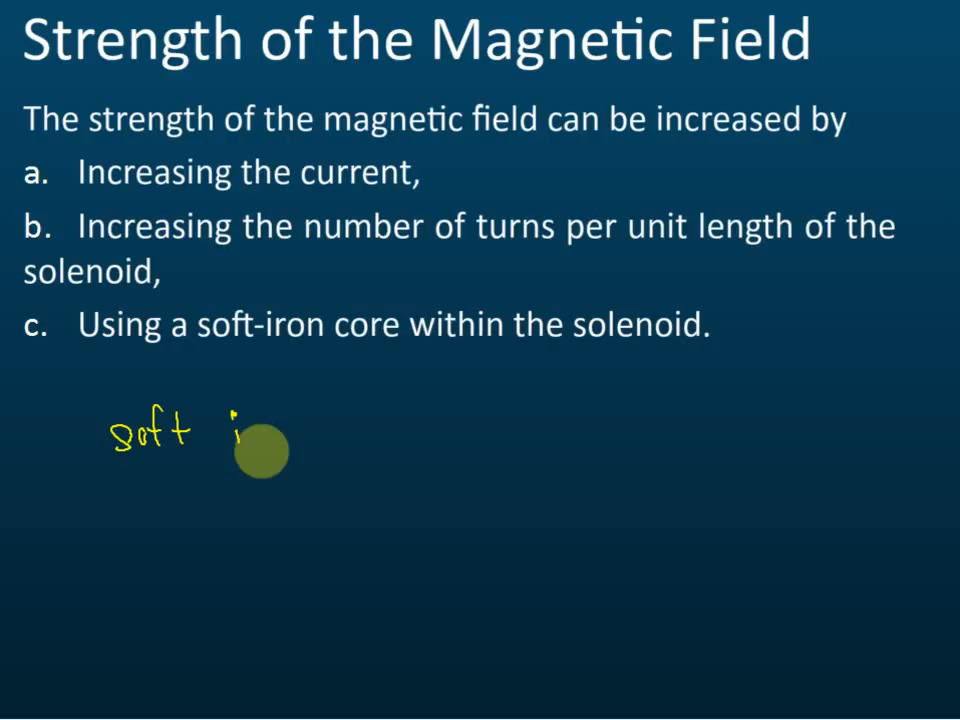 Strength of the Magnetic Field
The strength of the magnetic field can be increased by
a. Increasing the current,
b. Increasing the number of turns per unit length of the
solenoid,
c. Using a soft-iron core within the solenoid.
soft i